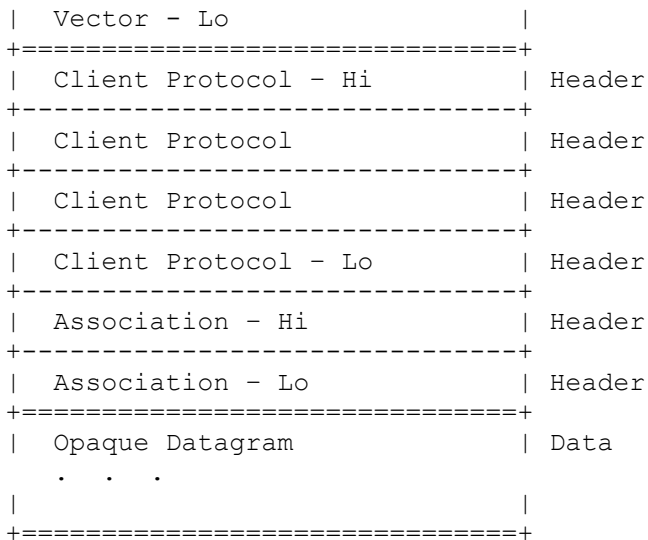 |  Vector - Lo                  |
+===============================+
|  Client Protocol – Hi         | Header
+-------------------------------+
|  Client Protocol              | Header
+-------------------------------+
|  Client Protocol              | Header
+-------------------------------+
|  Client Protocol – Lo         | Header
+-------------------------------+
|  Association – Hi             | Header
+-------------------------------+
|  Association – Lo             | Header
+===============================+
|  Opaque Datagram              | Data
   .  .  .
|                               |
+===============================+